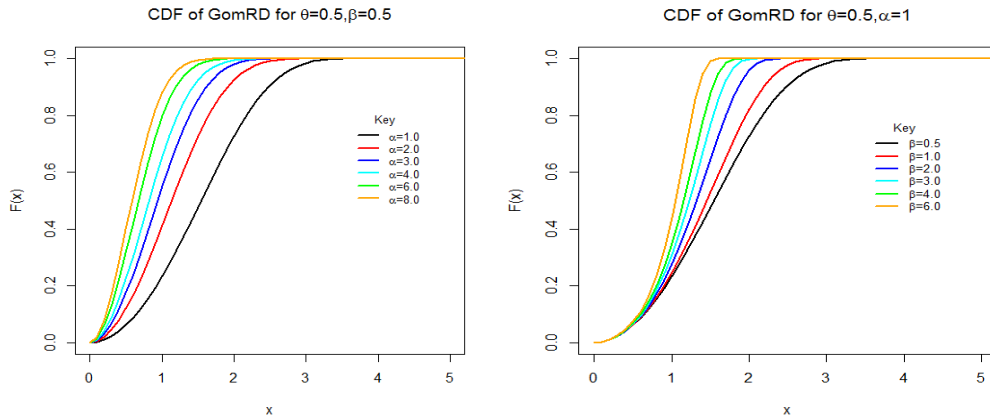 CDF of GomRD for θ=0.5,β=0.5
F(x)
0.0 0.2 0.4 0.6 0.8 1.0
Key
α=1.0
α=2.0
α=3.0
α=4.0
α=6.0
α=8.0
0 1 2 3 4 5
x
CDF of GomRD for θ=0.5,α=1
F(x)
0.0 0.2 0.4 0.6 0.8 1.0
Key
β=0.5
β=1.0
β=2.0
β=3.0
β=4.0
β=6.0
0 1 2 3 4 5
x